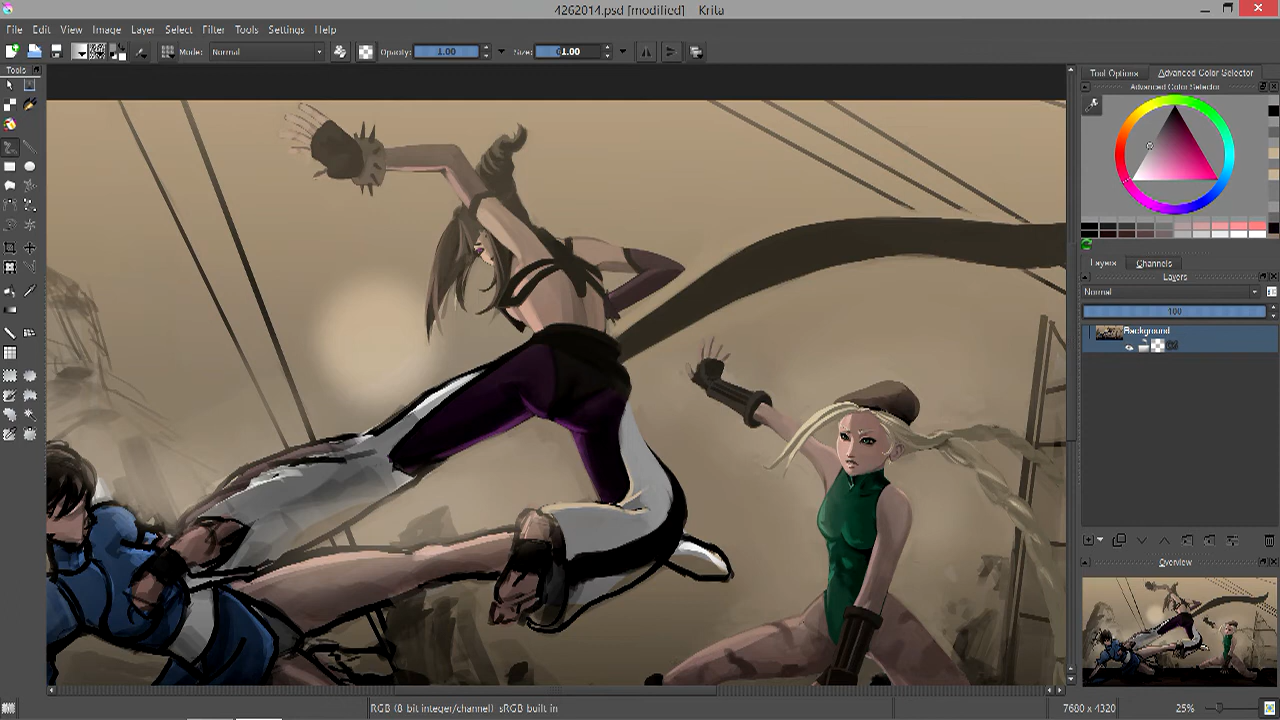 4262014.psd [modified] - Krita
File Edit View Image Layer Select Filter Tools Settings Help
Mode: Normal Opacity: 1.00 Size: 1.00
Tools
Tool Options Advanced Color Selector
Advanced Color Selector
Layers Channels
Layers
Normal
100
Background
Overview
RGB (8 bit integer/channel) sRGB built in
7680 x 4320
25%